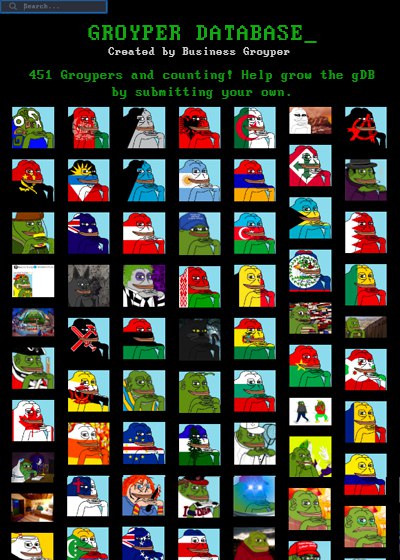 Search...
GROYPER DATABASE_
Created by Business Groyper
451 Groypers and counting! Help grow the gDB
by submitting your own.